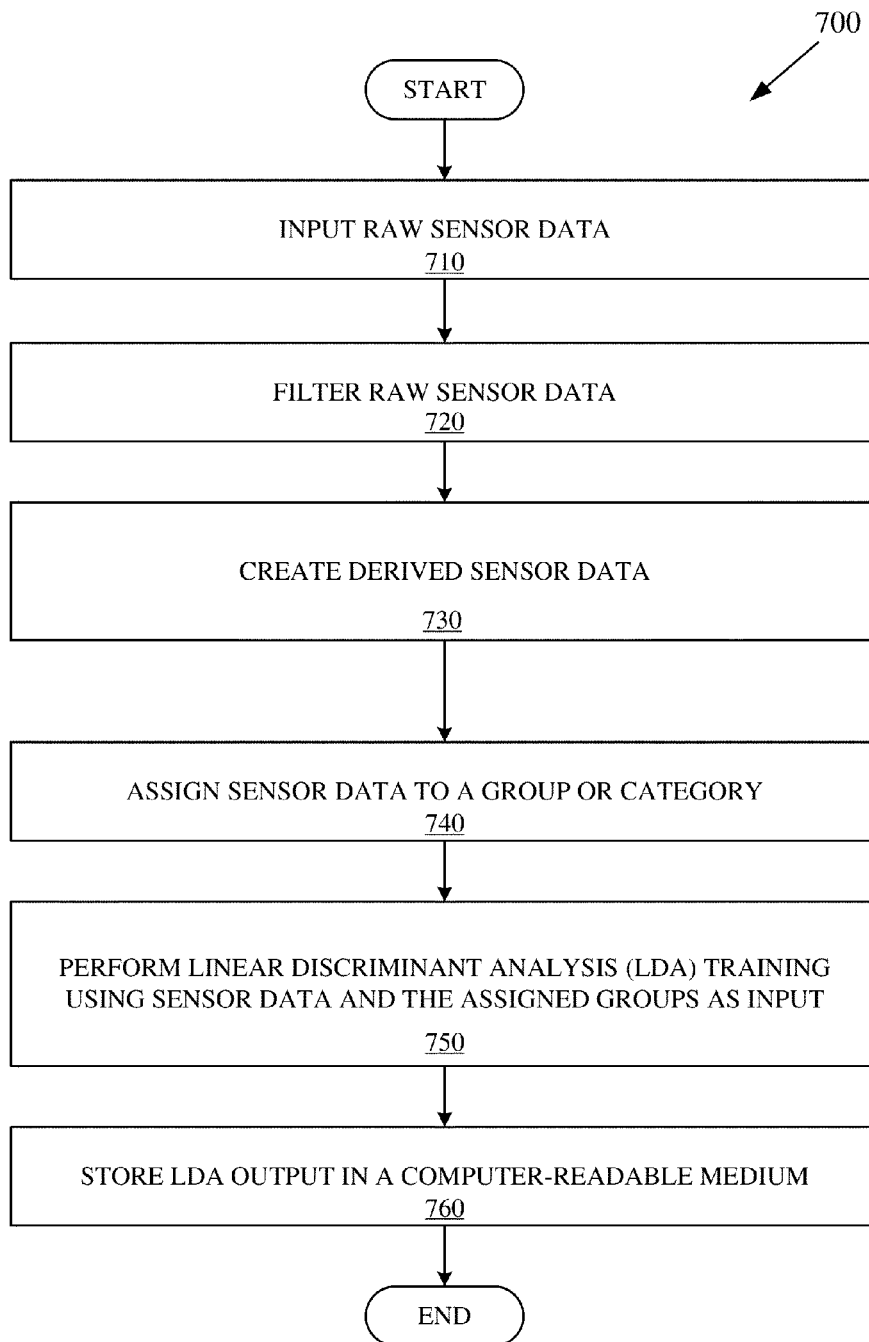 700
START
INPUT RAW SENSOR DATA
710
FILTER RAW SENSOR DATA
720
CREATE DERIVED SENSOR DATA
730
ASSIGN SENSOR DATA TO A GROUP OR CATEGORY
740
PERFORM LINEAR DISCRIMINANT ANALYSIS (LDA) TRAINING
USING SENSOR DATA AND THE ASSIGNED GROUPS AS INPUT
750
STORE LDA OUTPUT IN A COMPUTER-READABLE MEDIUM
760
END